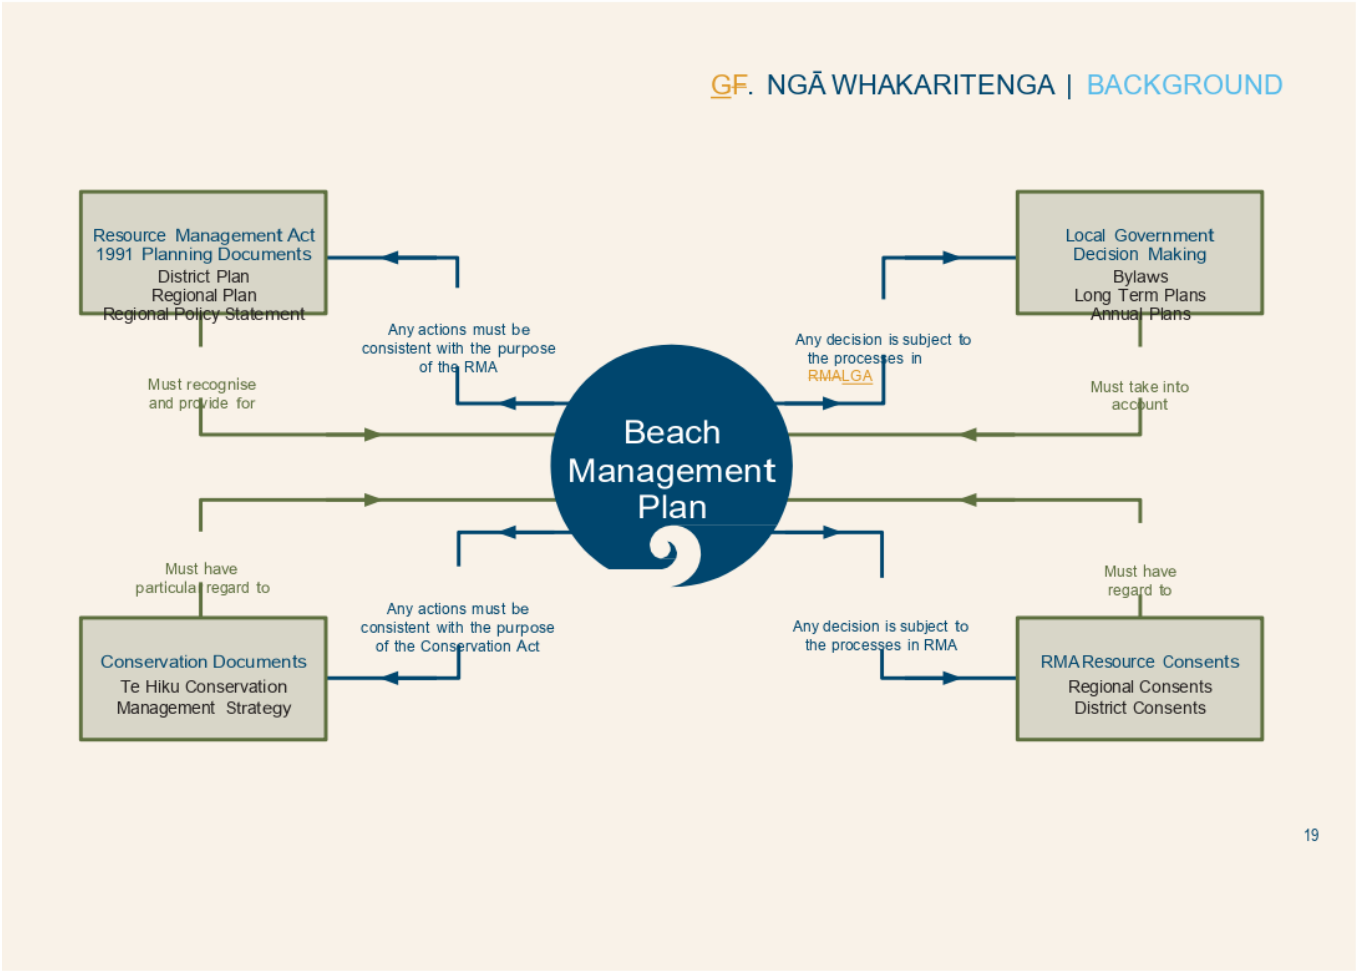 GF. NGĀ WHAKARITENGA | BACKGROUND
Resource Management Act
1991 Planning Documents
District Plan
Regional Plan
Regional Policy Statement
Local Government
Decision Making
Bylaws
Long Term Plans
Annual Plans
Any actions must be
consistent with the purpose
of the RMA
Any decision is subject to
the processes in
RMALGA
Must recognise
and provide for
Must take into
account
Beach
Management
Plan
Must have
particular regard to
Must have
regard to
Any actions must be
consistent with the purpose
of the Conservation Act
Any decision is subject to
the processes in RMA
Conservation Documents
Te Hiku Conservation
Management Strategy
RMA Resource Consents
Regional Consents
District Consents
19